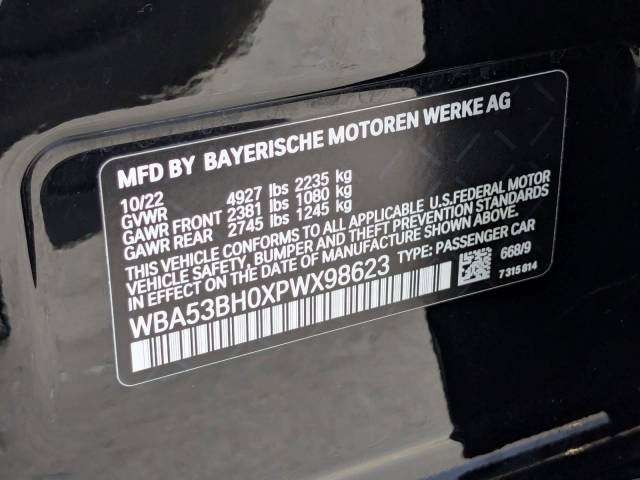 MFD BY BAYERISCHE MOTOREN WERKE AG
10/22
GVWR 4927 lbs 2235 kg
GAWR FRONT 2381 lbs 1080 kg
GAWR REAR 2745 lbs 1245 kg
THIS VEHICLE CONFORMS TO ALL APPLICABLE U.S.FEDERAL MOTOR
VEHICLE SAFETY, BUMPER AND THEFT PREVENTION STANDARDS
IN EFFECT ON THE DATE OF MANUFACTURE SHOWN ABOVE.
WBA53BH0XPWX98623 TYPE: PASSENGER CAR
668/9
7 315 814